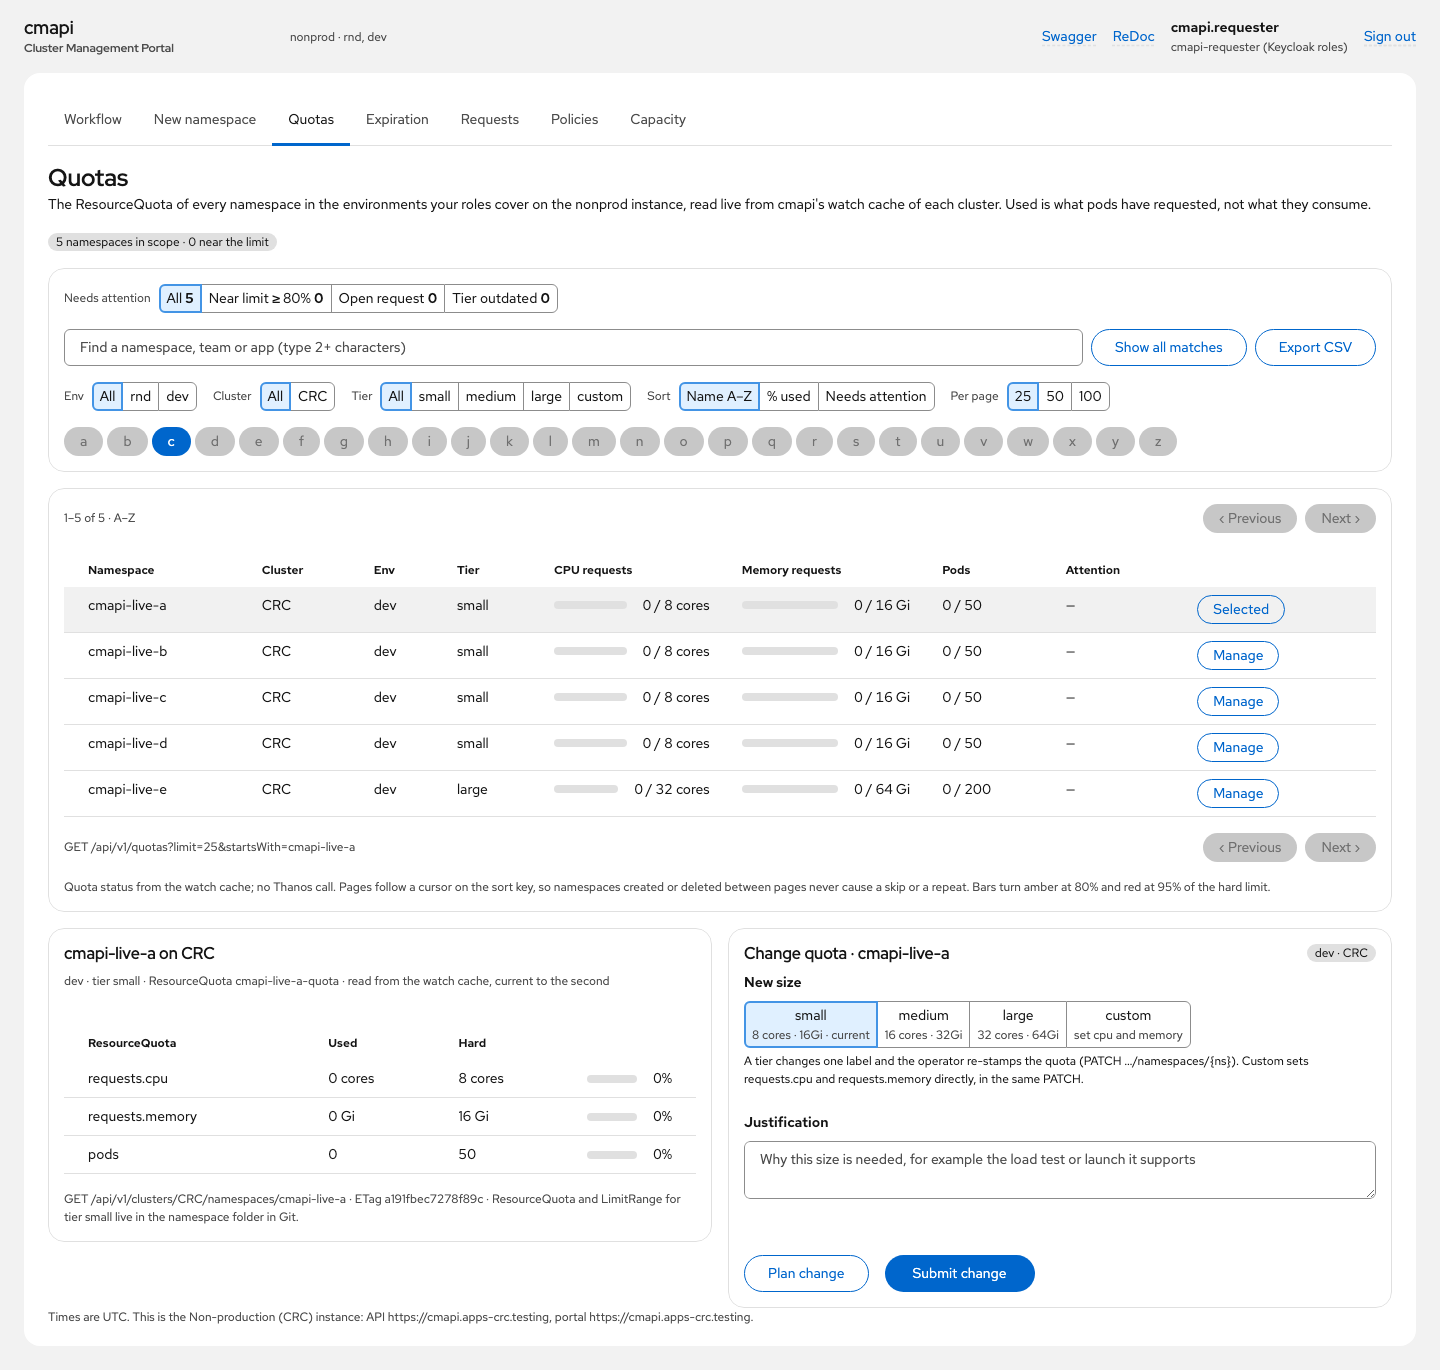 cmapi
Cluster Management Portal
nonprod · rnd, dev
Swagger
ReDoc
cmapi.requester
cmapi-requester (Keycloak roles)
Sign out
Workflow
New namespace
Quotas
Expiration
Requests
Policies
Capacity
Quotas
The ResourceQuota of every namespace in the environments your roles cover on the nonprod instance, read live from cmapi's watch cache of each cluster. Used is what pods have requested, not what they consume.
5 namespaces in scope · 0 near the limit
Needs attention All 5 Near limit ≥ 80% 0 Open request 0 Tier outdated 0
Find a namespace, team or app (type 2+ characters)
Show all matches
Export CSV
Env All rnd dev Cluster All CRC Tier All small medium large custom Sort Name A–Z % used Needs attention Per page 25 50 100
a b c d e f g h i j k l m n o p q r s t u v w x y z
1–5 of 5 · A–Z
‹ Previous Next ›
Namespace Cluster Env Tier CPU requests Memory requests Pods Attention
cmapi-live-a CRC dev small 0 / 8 cores 0 / 16 Gi 0 / 50 – Selected
cmapi-live-b CRC dev small 0 / 8 cores 0 / 16 Gi 0 / 50 – Manage
cmapi-live-c CRC dev small 0 / 8 cores 0 / 16 Gi 0 / 50 – Manage
cmapi-live-d CRC dev small 0 / 8 cores 0 / 16 Gi 0 / 50 – Manage
cmapi-live-e CRC dev large 0 / 32 cores 0 / 64 Gi 0 / 200 – Manage
GET /api/v1/quotas?limit=25&startsWith=cmapi-live-a
‹ Previous Next ›
Quota status from the watch cache; no Thanos call. Pages follow a cursor on the sort key, so namespaces created or deleted between pages never cause a skip or a repeat. Bars turn amber at 80% and red at 95% of the hard limit.
cmapi-live-a on CRC
dev · tier small · ResourceQuota cmapi-live-a-quota · read from the watch cache, current to the second
ResourceQuota Used Hard
requests.cpu 0 cores 8 cores 0%
requests.memory 0 Gi 16 Gi 0%
pods 0 50 0%
GET /api/v1/clusters/CRC/namespaces/cmapi-live-a · ETag a191fbec7278f89c · ResourceQuota and LimitRange for
tier small live in the namespace folder in Git.
Change quota · cmapi-live-a
dev · CRC
New size
small medium large custom
8 cores · 16Gi · current 16 cores · 32Gi 32 cores · 64Gi set cpu and memory
A tier changes one label and the operator re-stamps the quota (PATCH …/namespaces/{ns}). Custom sets
requests.cpu and requests.memory directly, in the same PATCH.
Justification
Why this size is needed, for example the load test or launch it supports
Plan change
Submit change
Times are UTC. This is the Non-production (CRC) instance: API https://cmapi.apps-crc.testing, portal https://cmapi.apps-crc.testing.